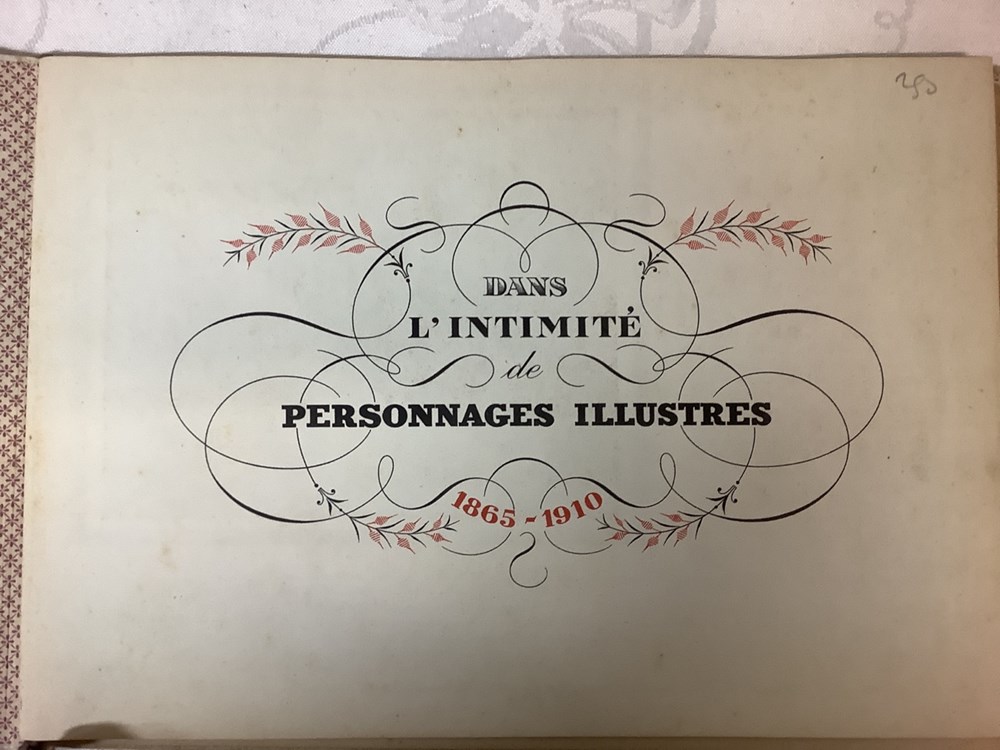 DANS
L'INTIMITÉ
de
PERSONNAGES ILLUSTRES
1865 - 1910